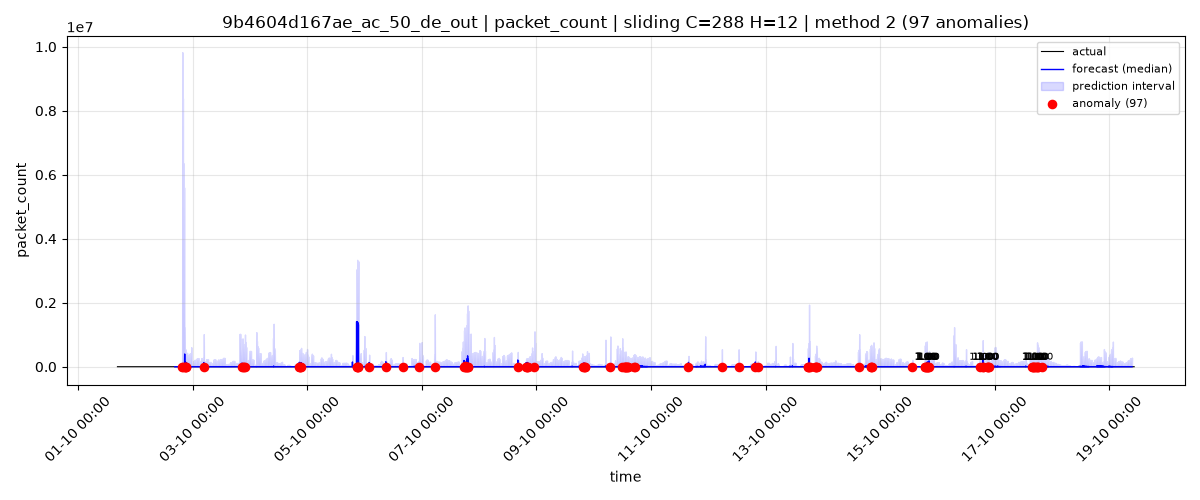 9b4604d167ae_ac_50_de_out | packet_count | sliding C=288 H=12 | method 2 (97 anomalies)
1e7
1.0
0.8
0.6
0.4
0.2
0.0
packet_count
actual
forecast (median)
prediction interval
anomaly (97)
01-10 00:00
03-10 00:00
05-10 00:00
07-10 00:00
09-10 00:00
11-10 00:00
13-10 00:00
15-10 00:00
17-10 00:00
19-10 00:00
time